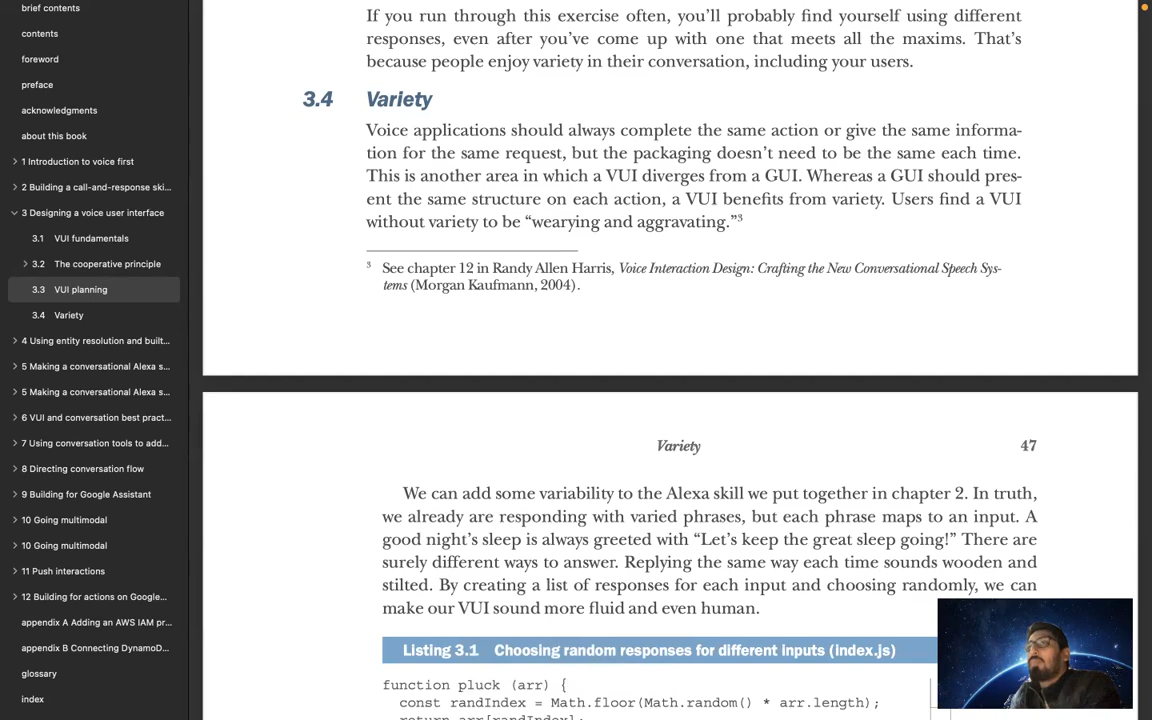 brief contents
contents
foreword
preface
acknowledgments
about this book
1 Introduction to voice first
2 Building a call-and-response ski...
3 Designing a voice user interface
3.1 VUI fundamentals
3.2 The cooperative principle
3.3 VUI planning
3.4 Variety
4 Using entity resolution and built...
5 Making a conversational Alexa s...
5 Making a conversational Alexa s...
6 VUI and conversation best pract...
7 Using conversation tools to add...
8 Directing conversation flow
9 Building for Google Assistant
10 Going multimodal
10 Going multimodal
11 Push interactions
12 Building for actions on Google...
appendix A Adding an AWS IAM pr...
appendix B Connecting DynamoD...
glossary
index
If you run through this exercise often, you’ll probably find yourself using different
responses, even after you’ve come up with one that meets all the maxims. That’s
because people enjoy variety in their conversation, including your users.
3.4 Variety
Voice applications should always complete the same action or give the same informa-
tion for the same request, but the packaging doesn’t need to be the same each time.
This is another area in which a VUI diverges from a GUI. Whereas a GUI should pres-
ent the same structure on each action, a VUI benefits from variety. Users find a VUI
without variety to be “wearying and aggravating.”3
3 See chapter 12 in Randy Allen Harris, Voice Interaction Design: Crafting the New Conversational Speech Sys-
tems (Morgan Kaufmann, 2004).
Variety 47
We can add some variability to the Alexa skill we put together in chapter 2. In truth,
we already are responding with varied phrases, but each phrase maps to an input. A
good night’s sleep is always greeted with “Let’s keep the great sleep going!” There are
surely different ways to answer. Replying the same way each time sounds wooden and
stilted. By creating a list of responses for each input and choosing randomly, we can
make our VUI sound more fluid and even human.
Listing 3.1 Choosing random responses for different inputs (index.js)
function pluck (arr) {
const randIndex = Math.floor(Math.random() * arr.length);
return arr[randIndex];